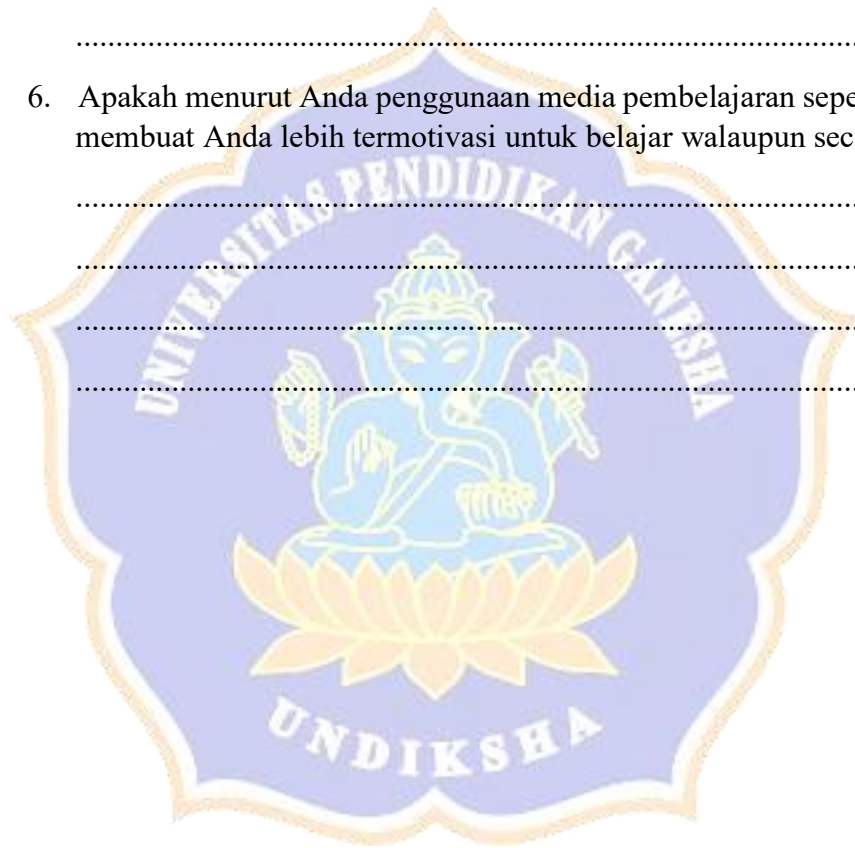 ................................................................................................
6. Apakah menurut Anda penggunaan media pembelajaran sepe
membuat Anda lebih termotivasi untuk belajar walaupun sec
................................................................................................
................................................................................................
................................................................................................
................................................................................................
UNIVERSITAS PENDIDIKAN GANESHA
UNDIKSHA